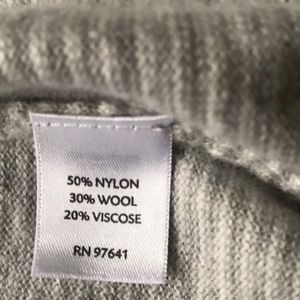 50% NYLON
30% WOOL
20% VISCOSE
RN 97641